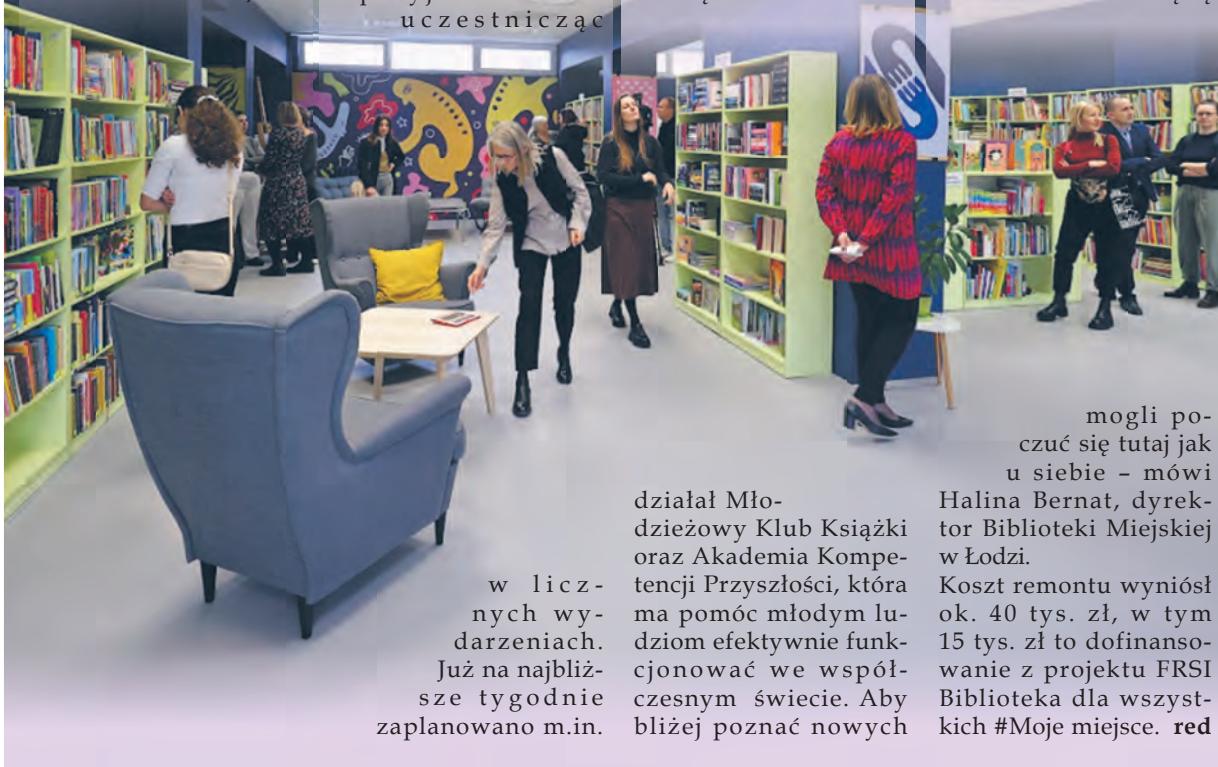 uczestnicząc
w licz-
nych wy-
darzeniach.
Już na najbliż-
sze tygodnie
zaplanowano m.in.
działał Mło-
dzieżowy Klub Książki
oraz Akademia Kompe-
tencji Przyszłości, która
ma pomóc młodym lu-
dziom efektywnie funk-
cjonować we współ-
czesnym świecie. Aby
bliżej poznać nowych
mogli po-
czuć się tutaj jak
u siebie – mówi
Halina Bernat, dyrek-
tor Biblioteki Miejskiej
w Łodzi.
Koszt remontu wyniósł
ok. 40 tys. zł, w tym
15 tys. zł to dofinanso-
wanie z projektu FRSI
Biblioteka dla wszyst-
kich #Moje miejsce. red